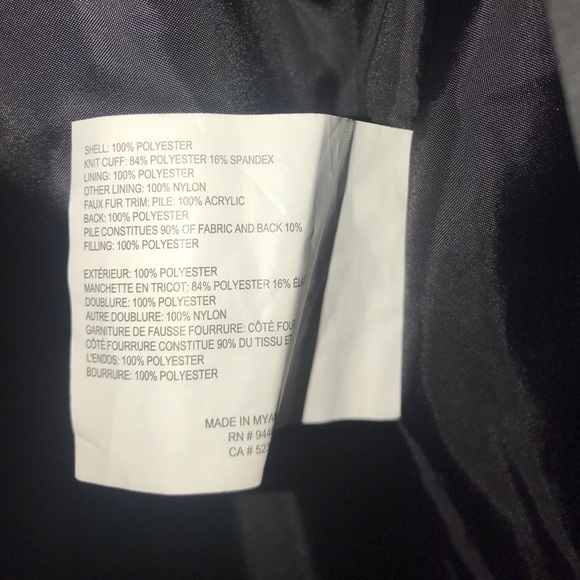 SHELL: 100% POLYESTER
KNIT CUFF: 84% POLYESTER 16% SPANDEX
LINING: 100% POLYESTER
OTHER LINING: 100% NYLON
FAUX FUR TRIM: PILE: 100% ACRYLIC
BACK: 100% POLYESTER
PILE CONSTITUTES 90% OF FABRIC AND BACK 10%
FILLING: 100% POLYESTER
EXTÉRIEUR: 100% POLYESTER
MANCHETTE EN TRICOT: 84% POLYESTER 16%
DOUBLURE: 100% POLYESTER
AUTRE DOUBLURE: 100% NYLON
GARNITURE DE FAUSSE FOURRURE: CÔTÉ
CÔTÉ FOURRURE CONSTITUE 90% DU TISSU ET
L'ENDOS: 100% POLYESTER
BOURRURE: 100% POLYESTER
MADE IN
RN #
CA #